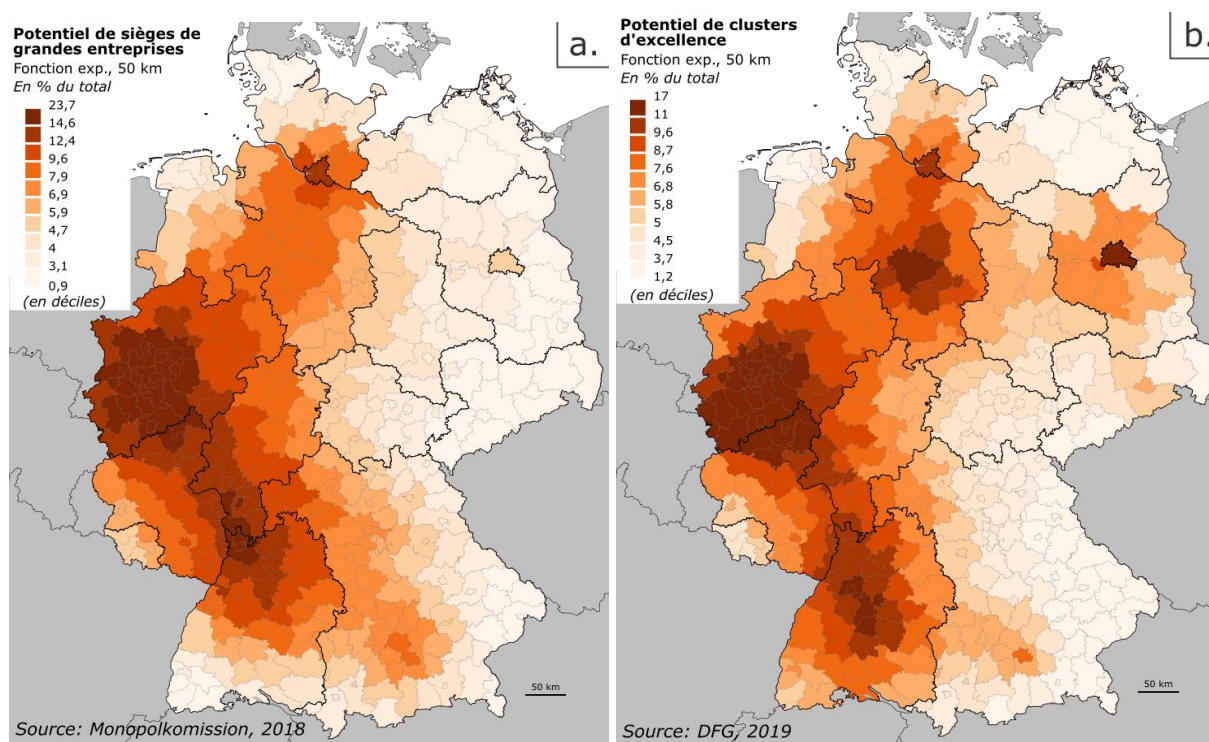 Potentiel de sièges de
grandes entreprises
Fonction exp., 50 km
En % du total
23,7
14,6
12,4
9,6
7,9
6,9
5,9
4,7
4
3,1
0,9
(en déciles)
a.
50 km
Source: Monopolkomission, 2018
Potentiel de clusters
d'excellence
Fonction exp., 50 km
En % du total
17
11
9,6
8,7
7,6
6,8
5,8
5
4,5
3,7
1,2
(en déciles)
b.
50 km
Source: DFG, 2019